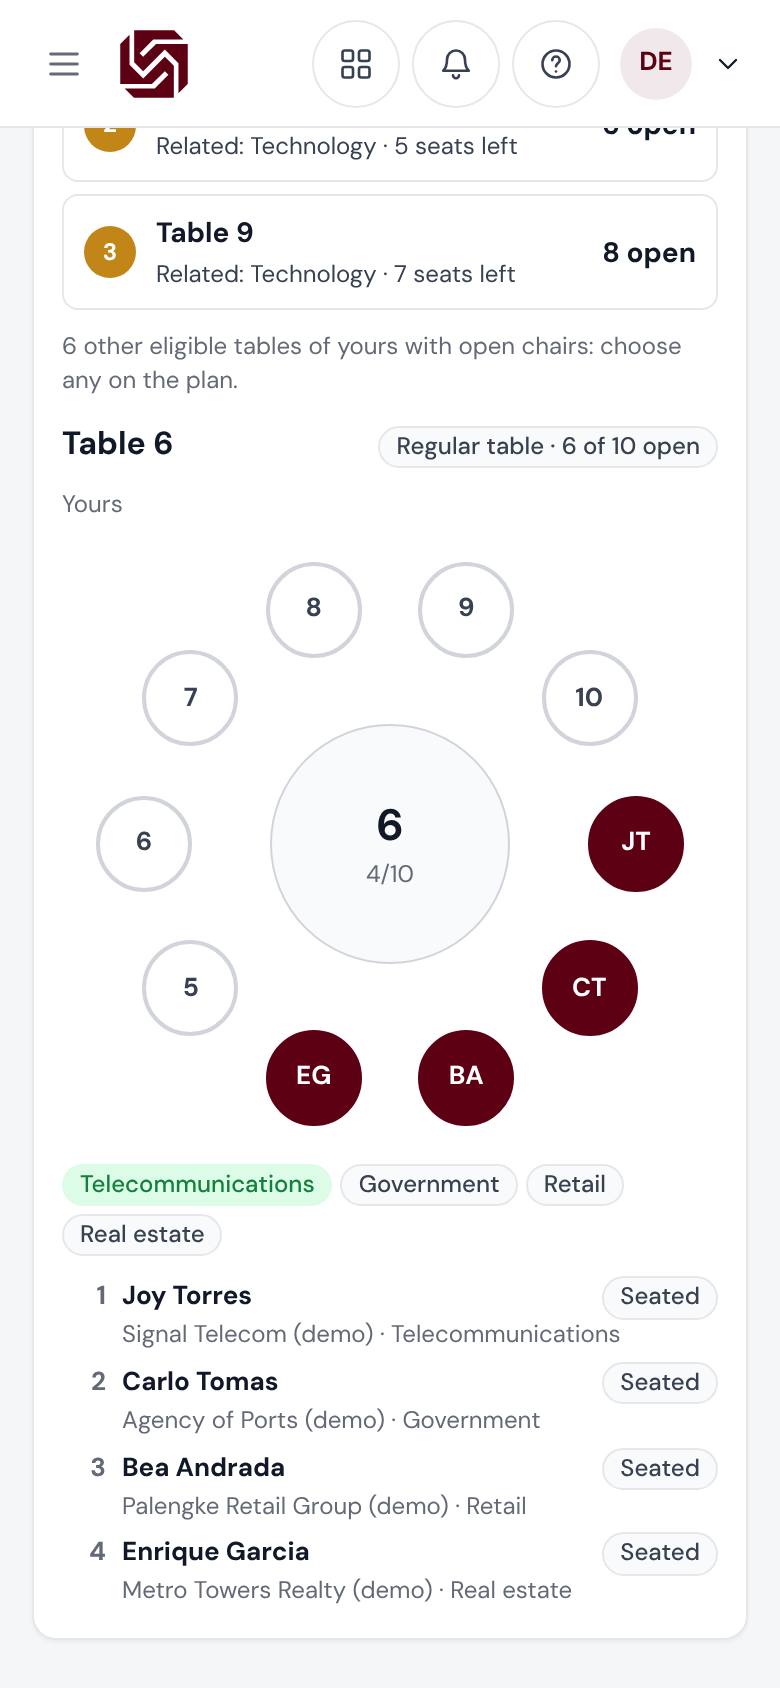 DE
Related: Technology · 5 seats left
3
Table 9
8 open
Related: Technology · 7 seats left
6 other eligible tables of yours with open chairs: choose
any on the plan.
Table 6
Regular table · 6 of 10 open
Yours
8
9
7
10
6
6
4/10
JT
5
CT
EG
BA
Telecommunications
Government
Retail
Real estate
1 Joy Torres
Seated
Signal Telecom (demo) · Telecommunications
2 Carlo Tomas
Seated
Agency of Ports (demo) · Government
3 Bea Andrada
Seated
Palengke Retail Group (demo) · Retail
4 Enrique Garcia
Seated
Metro Towers Realty (demo) · Real estate